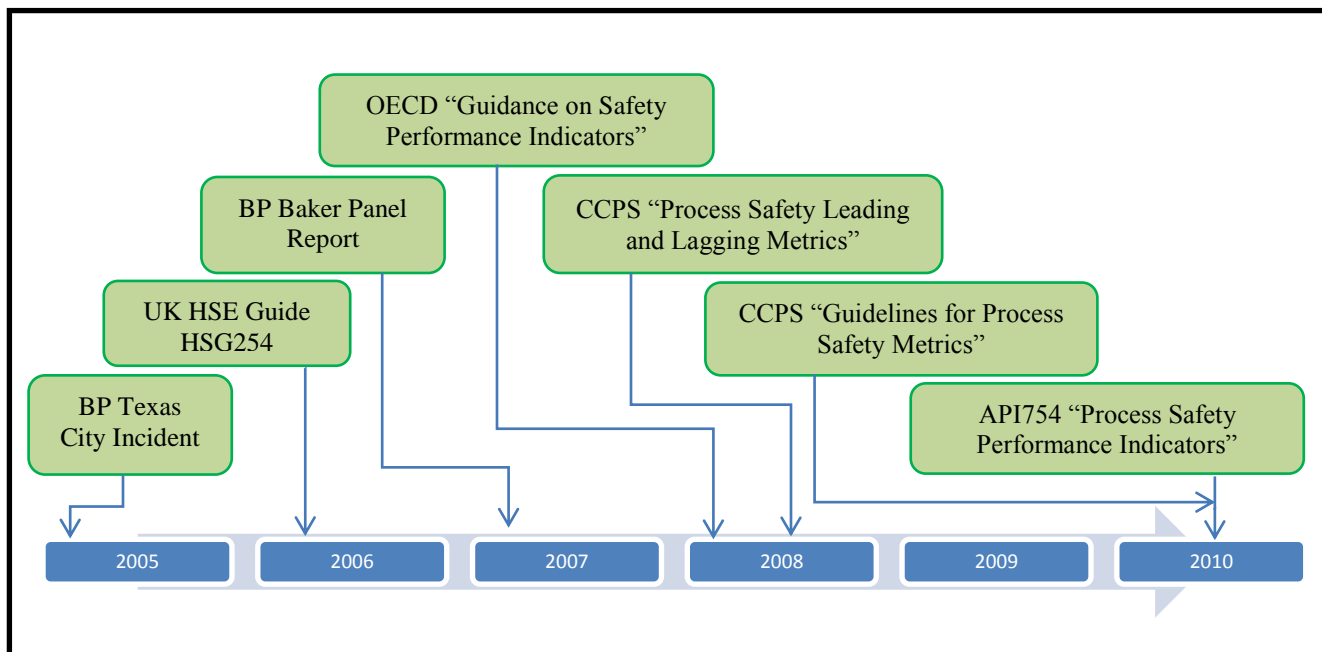 OECD “Guidance on Safety
Performance Indicators”
BP Baker Panel
Report
CCPS “Process Safety Leading
and Lagging Metrics”
UK HSE Guide
HSG254
CCPS “Guidelines for Process
Safety Metrics”
BP Texas
City Incident
API754 “Process Safety
Performance Indicators”
2005
2006
2007
2008
2009
2010